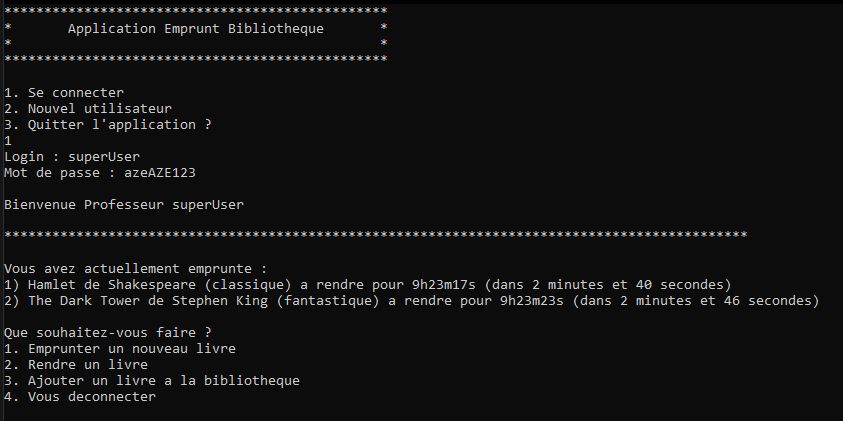 ************************************************
*       Application Emprunt Bibliotheque       *
*                                              *
************************************************
1. Se connecter
2. Nouvel utilisateur
3. Quitter l'application ?
1
Login : superUser
Mot de passe : azeAZE123
Bienvenue Professeur superUser
*********************************************************************************************
Vous avez actuellement emprunte :
1) Hamlet de Shakespeare (classique) a rendre pour 9h23m17s (dans 2 minutes et 40 secondes)
2) The Dark Tower de Stephen King (fantastique) a rendre pour 9h23m23s (dans 2 minutes et 46 secondes)
Que souhaitez-vous faire ?
1. Emprunter un nouveau livre
2. Rendre un livre
3. Ajouter un livre a la bibliotheque
4. Vous deconnecter